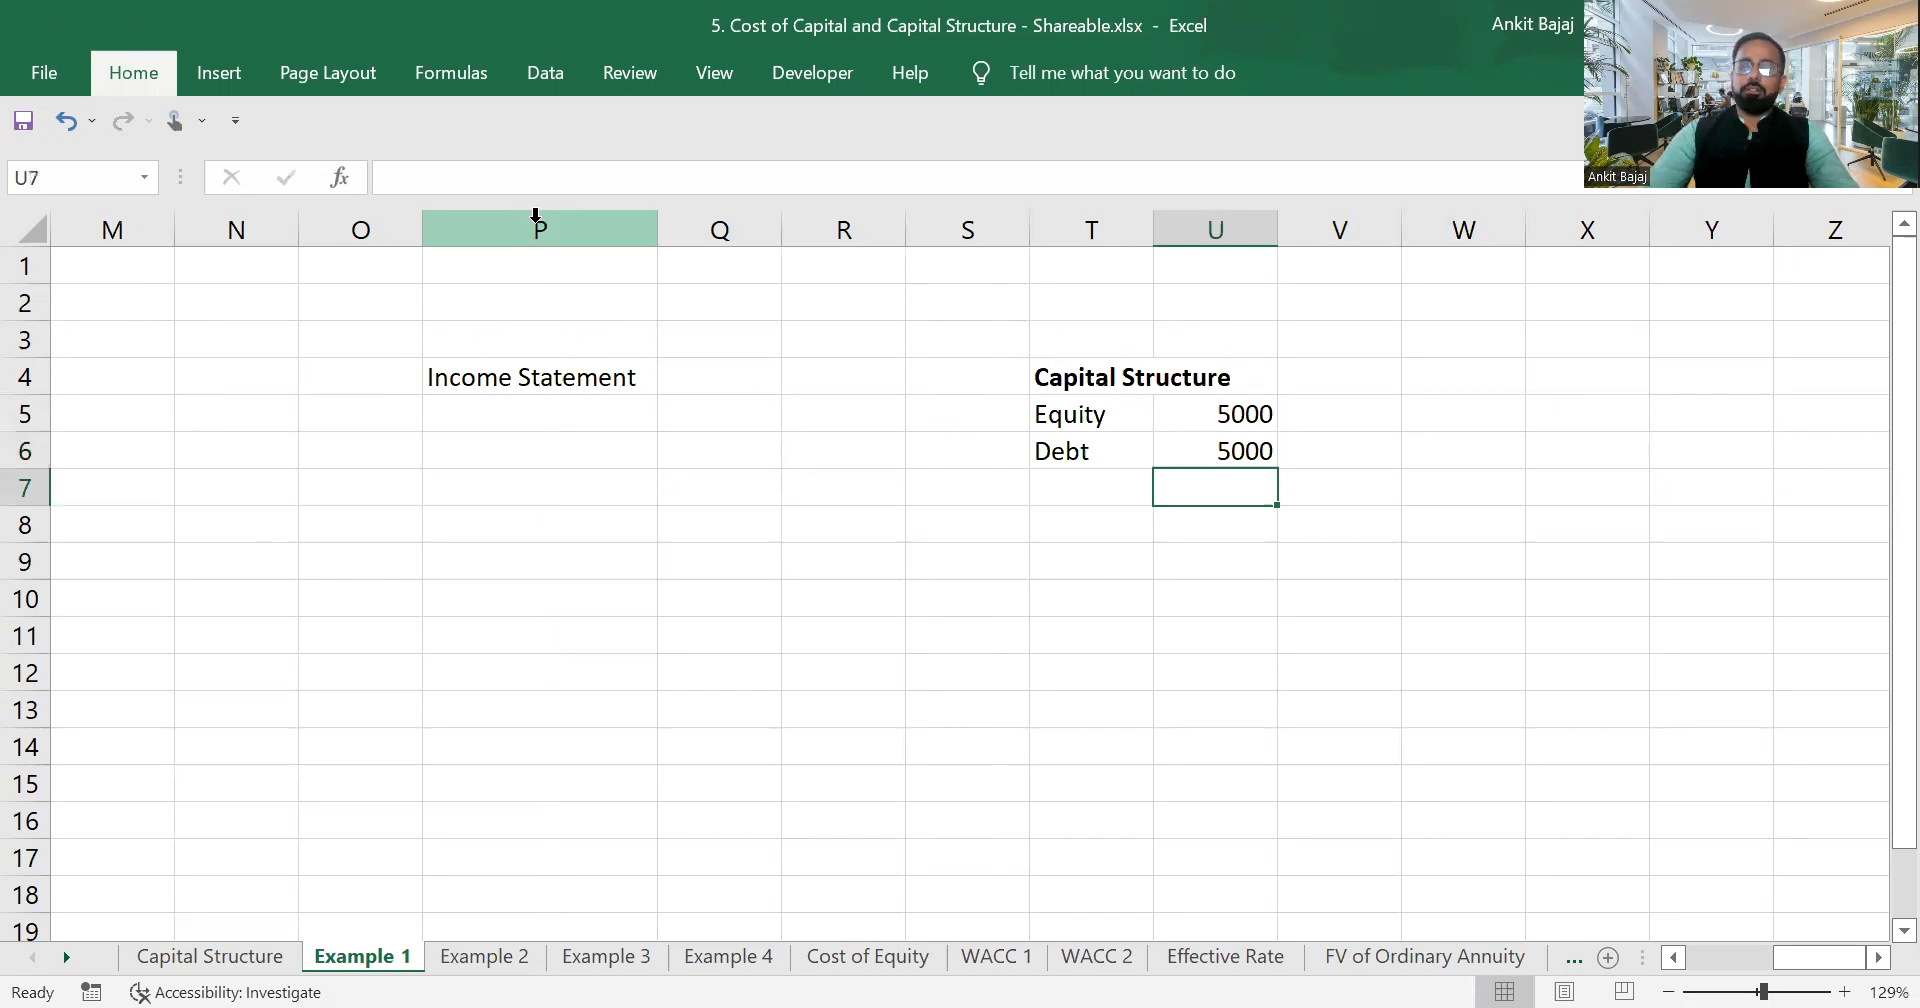 5. Cost of Capital and Capital Structure - Shareable.xlsx - Excel
Ankit Bajaj
File Home Insert Page Layout Formulas Data Review View Developer Help Tell me what you want to do
Ankit Bajaj
U7 fx
M N O P Q R S T U V W X Y Z
1
2
3
4 Income Statement Capital Structure
5 Equity 5000
6 Debt 5000
7
8
9
10
11
12
13
14
15
16
17
18
19
Capital Structure Example 1 Example 2 Example 3 Example 4 Cost of Equity WACC 1 WACC 2 Effective Rate FV of Ordinary Annuity ...
Ready Accessibility: Investigate 129%